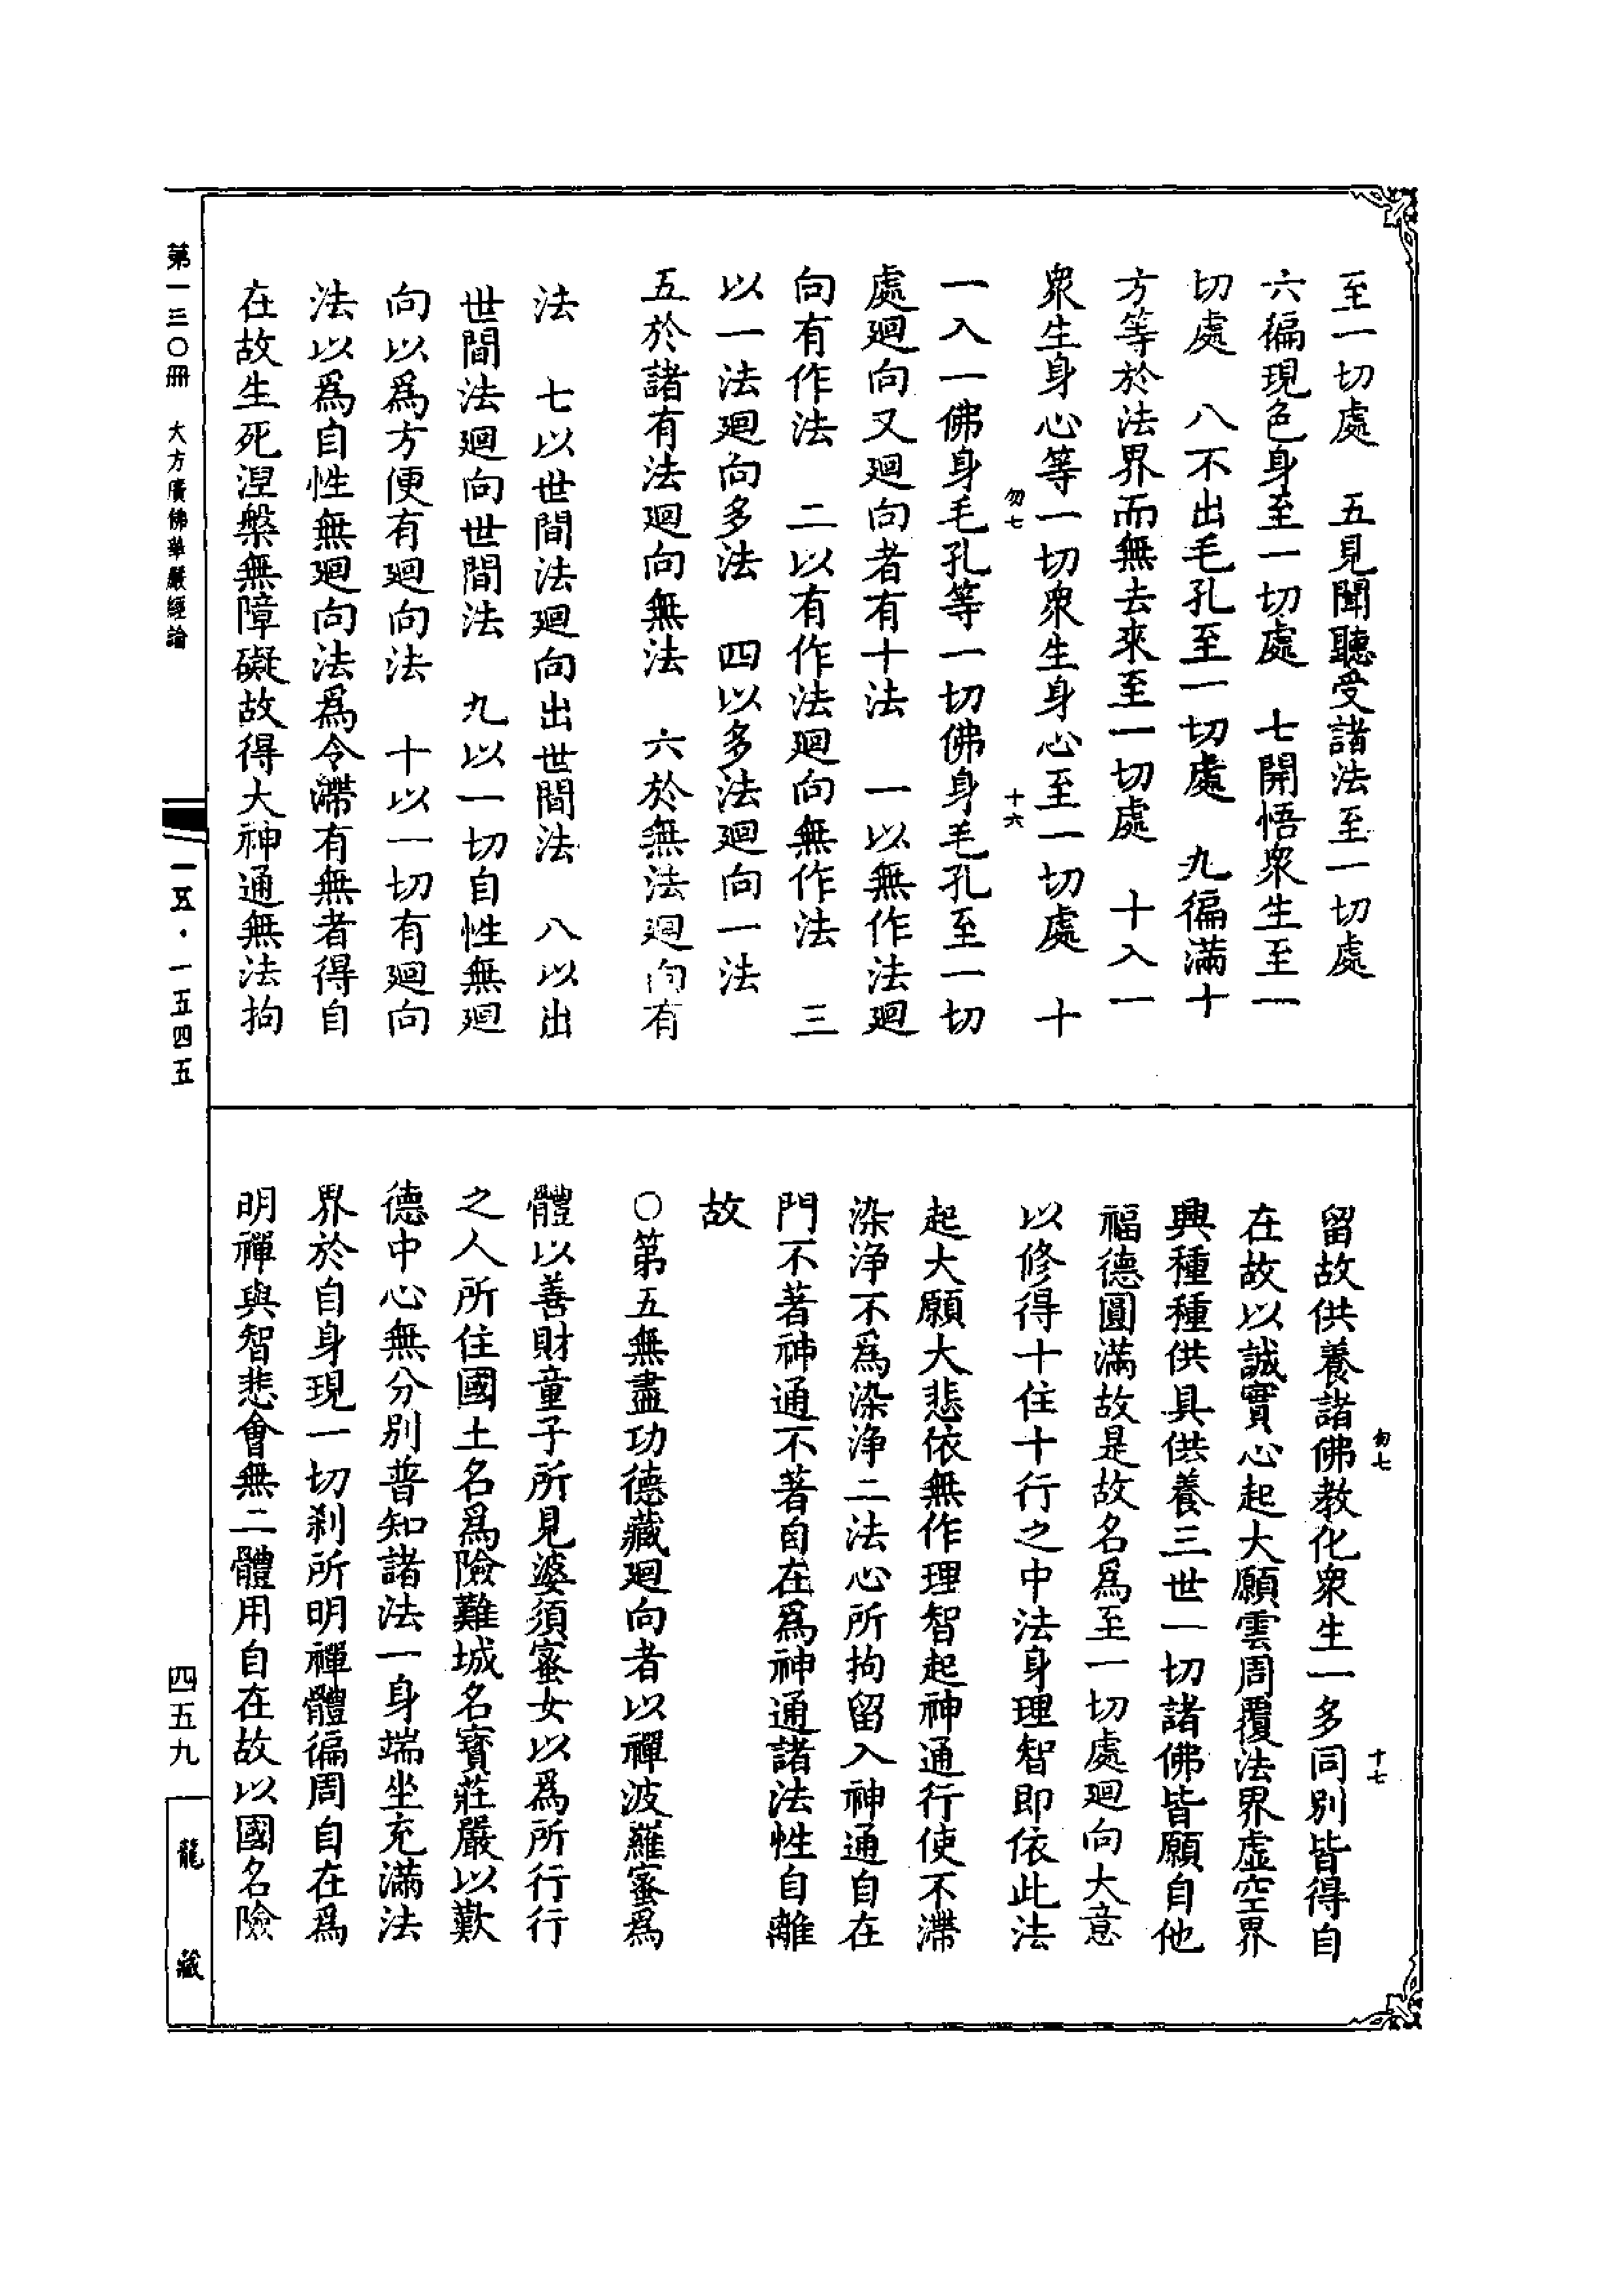 至一切處　五見聞聽受諸法至一切處
六徧現色身至一切處　七開悟衆生至一
切處　八不出毛孔至一切處　九徧滿十
方等於法界而無去來至一切處　十入一
衆生身心等一切衆生身心至一切處　十
勿七　十六
一入一佛身毛孔等一切佛身毛孔至一切
處廻向又廻向者有十法　一以無作法廻
向有作法　二以有作法廻向無作法　三
以一法廻向多法　四以多法廻向一法
五於諸有法廻向無法　六於無法廻向有
法　七以世間法廻向出世間法　八以出
世間法廻向世間法　九以一切自性無廻
向以爲方便有廻向法　十以一切有廻向
法以爲自性無廻向法爲令滯有無者得自
在故生死涅槃無障礙故得大神通無法拘
勿七　十七
留故供養諸佛教化衆生一多同別皆得自
在故以誠實心起大願雲周覆法界虛空界
興種種供具供養三世一切諸佛皆願自他
福德圓滿故是故名爲至一切處廻向大意
以修得十住十行之中法身理智即依此法
起大願大悲依無作理智起神通行使不滯
染淨不爲染淨二法心所拘留入神通自在
門不著神通不著自在爲神通諸法性自離
故
○第五無盡功德藏廻向者以禪波羅蜜爲
體以善財童子所見婆須蜜女以爲所行行
之人所住國土名爲險難城名寶莊嚴以歎
德中心無分別普知諸法一身端坐充滿法
界於自身現一切刹所明禪體徧周自在爲
明禪與智悲會無二體用自在故以國名險
第一三〇冊　大方廣佛華嚴經論
一五·一五四五
四五九
龍藏